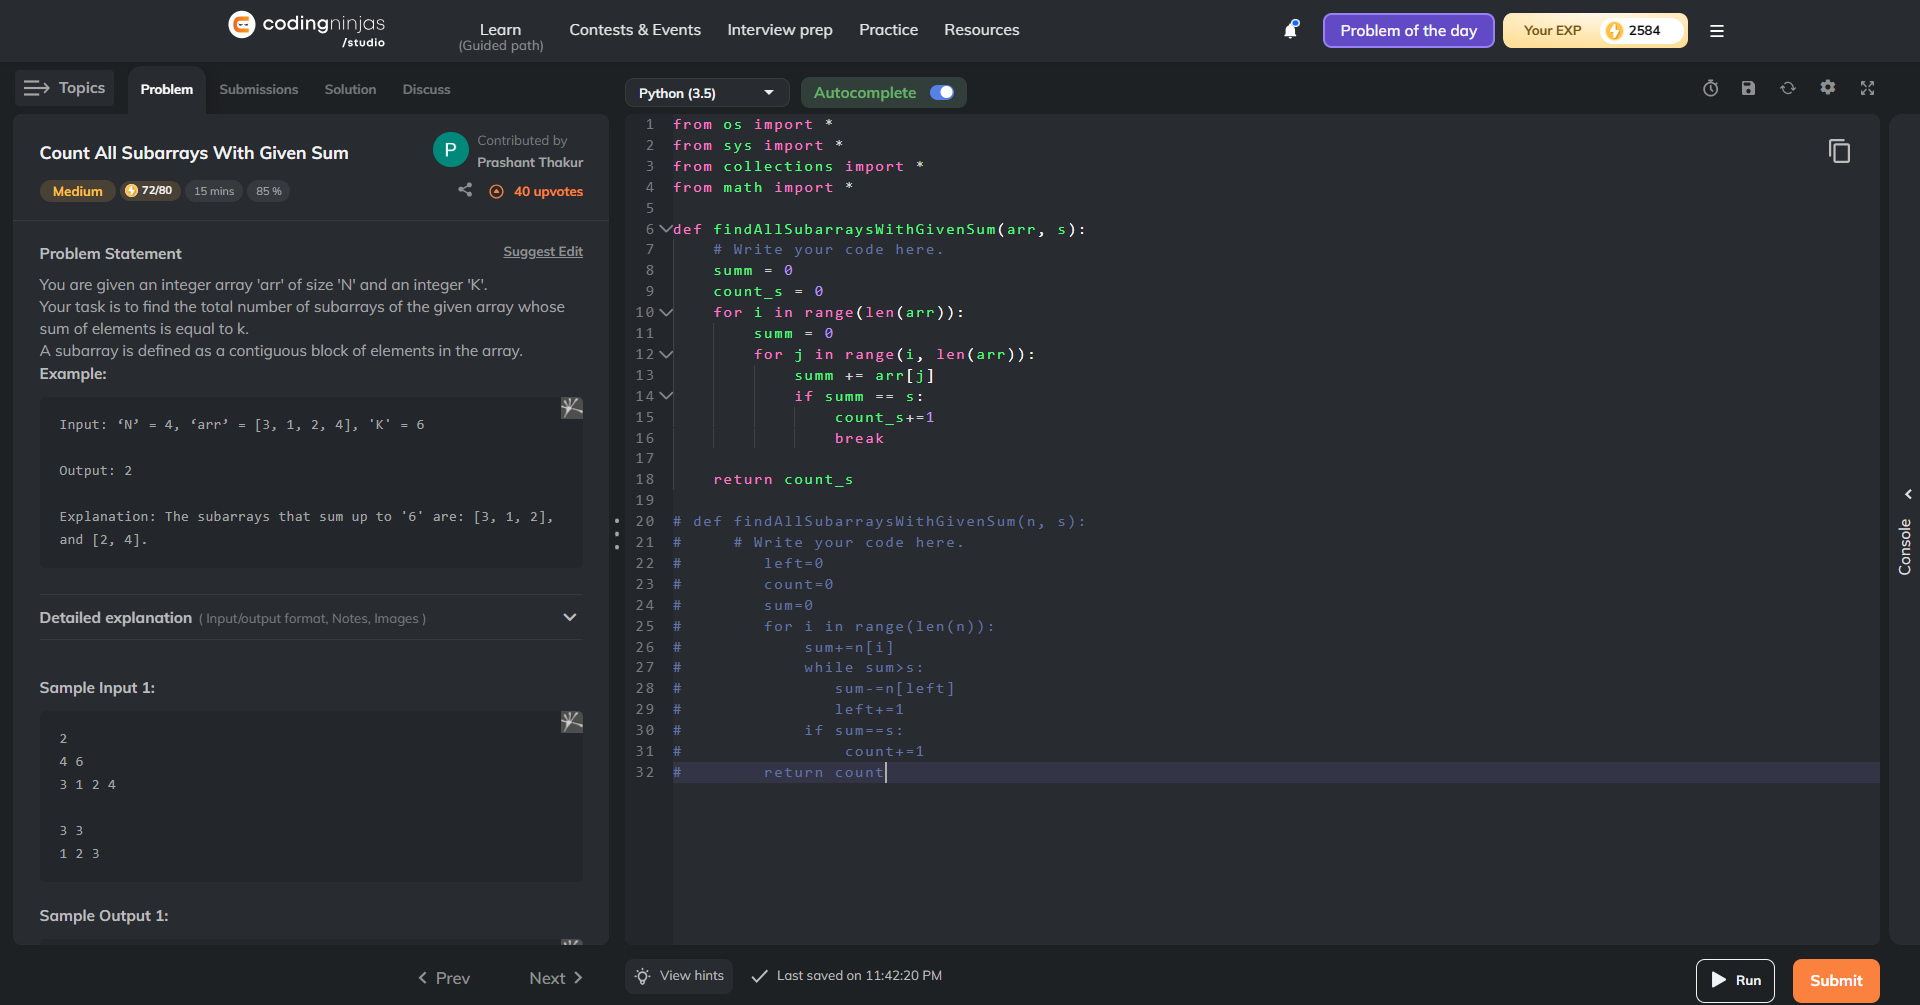 codingninjas
/studio
Learn
(Guided path)
Contests & Events
Interview prep
Practice
Resources
Problem of the day
Your EXP
2584
Topics
Problem
Submissions
Solution
Discuss
Count All Subarrays With Given Sum
P
Contributed by
Prashant Thakur
Medium
72/80
15 mins
85 %
40 upvotes
Problem Statement
Suggest Edit
You are given an integer array 'arr' of size 'N' and an integer 'K'.
Your task is to find the total number of subarrays of the given array whose
sum of elements is equal to k.
A subarray is defined as a contiguous block of elements in the array.
Example:
Input: ‘N’ = 4, ‘arr’ = [3, 1, 2, 4], 'K' = 6
Output: 2
Explanation: The subarrays that sum up to '6' are: [3, 1, 2],
and [2, 4].
Detailed explanation ( Input/output format, Notes, Images )
Sample Input 1:
2
4 6
3 1 2 4
3 3
1 2 3
Sample Output 1:
Prev
Next
Python (3.5)
Autocomplete
1 from os import *
2 from sys import *
3 from collections import *
4 from math import *
5
6 def findAllSubarraysWithGivenSum(arr, s):
7     # Write your code here.
8     summ = 0
9     count_s = 0
10     for i in range(len(arr)):
11         summ = 0
12         for j in range(i, len(arr)):
13             summ += arr[j]
14             if summ == s:
15                 count_s+=1
16                 break
17
18     return count_s
19
20 # def findAllSubarraysWithGivenSum(n, s):
21 #     # Write your code here.
22 #        left=0
23 #        count=0
24 #        sum=0
25 #        for i in range(len(n)):
26 #            sum+=n[i]
27 #            while sum>s:
28 #               sum-=n[left]
29 #               left+=1
30 #            if sum==s:
31 #                count+=1
32 #        return count
Console
View hints
Last saved on 11:42:20 PM
Run
Submit